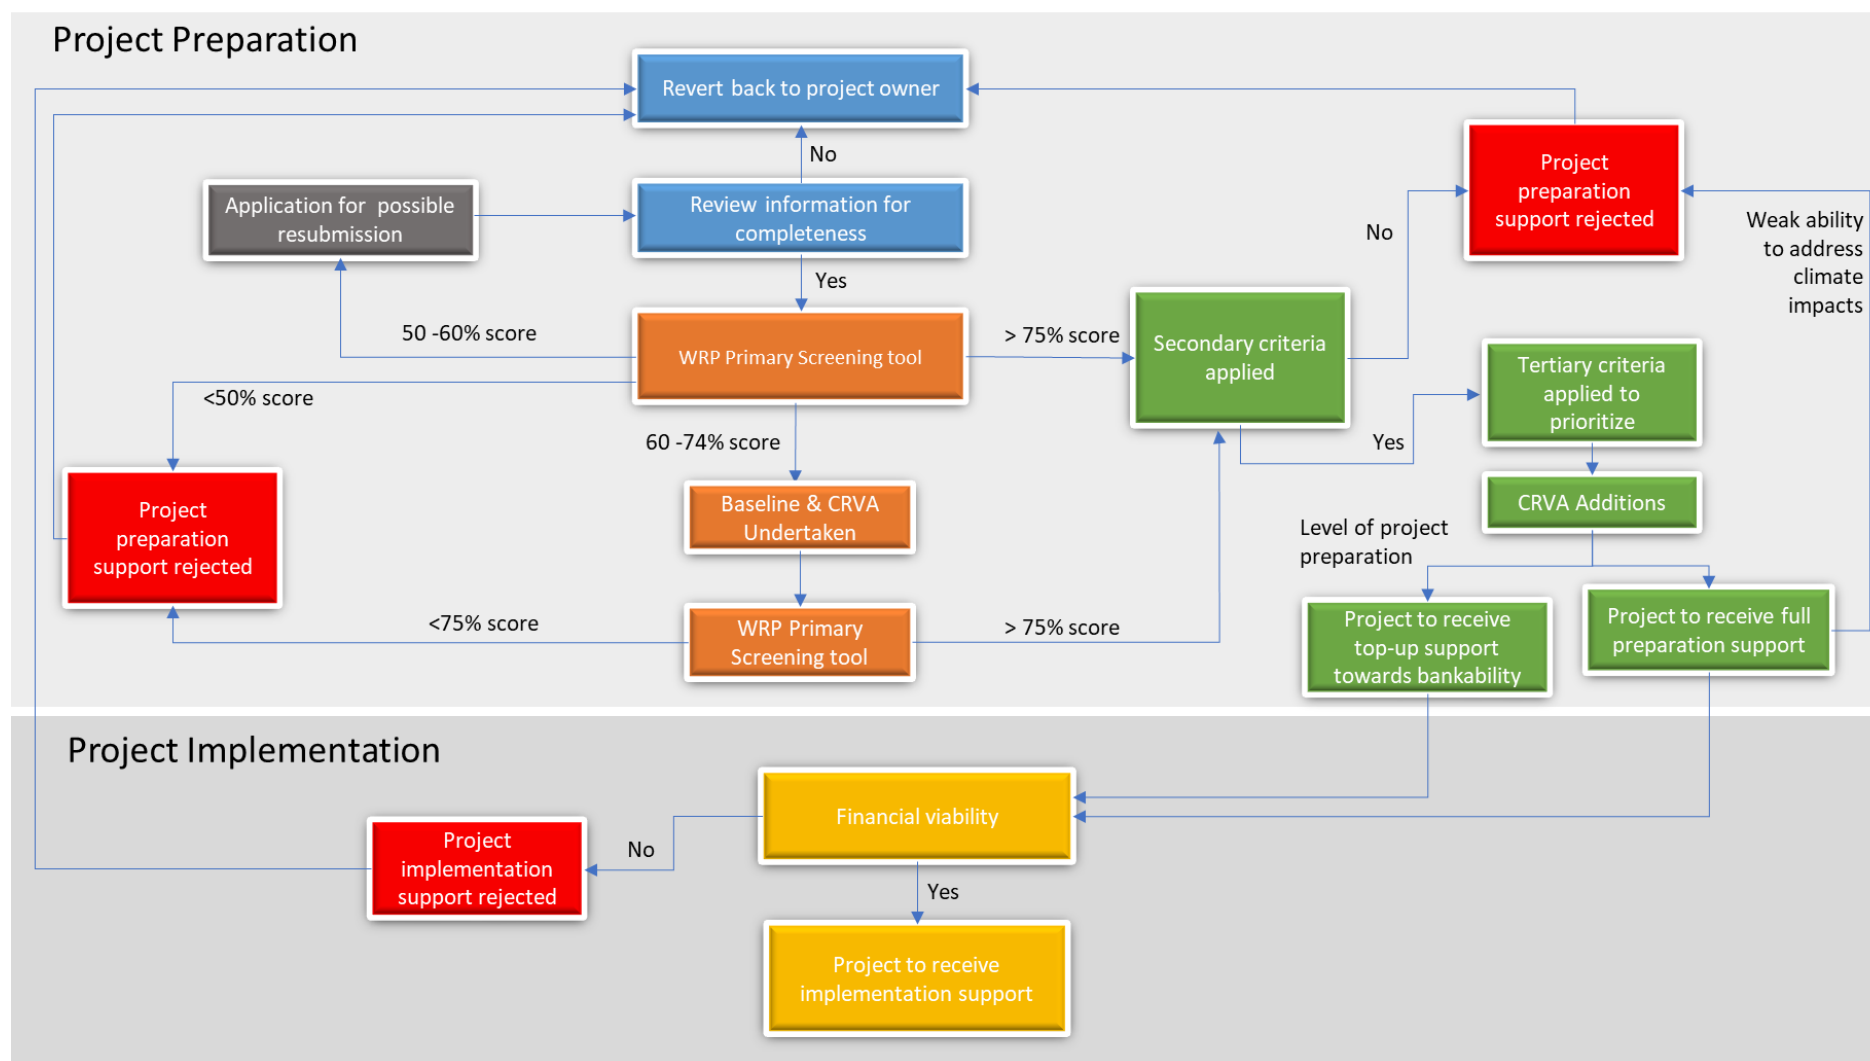 Project Preparation
Revert back to project owner
No
Project
preparation
support rejected
Application for possible
resubmission
Review information for
completeness
No
Weak ability
to address
climate
impacts
Yes
50 -60% score
WRP Primary Screening tool
> 75% score
Secondary criteria
applied
Tertiary criteria
applied to
prioritize
<50% score
60 -74% score
Yes
Project
preparation
support rejected
Baseline & CRVA
Undertaken
CRVA Additions
Level of project
preparation
<75% score
WRP Primary
Screening tool
> 75% score
Project to receive
top-up support
towards bankability
Project to receive full
preparation support
Project Implementation
Financial viability
No
Project
implementation
support rejected
Yes
Project to receive
implementation support